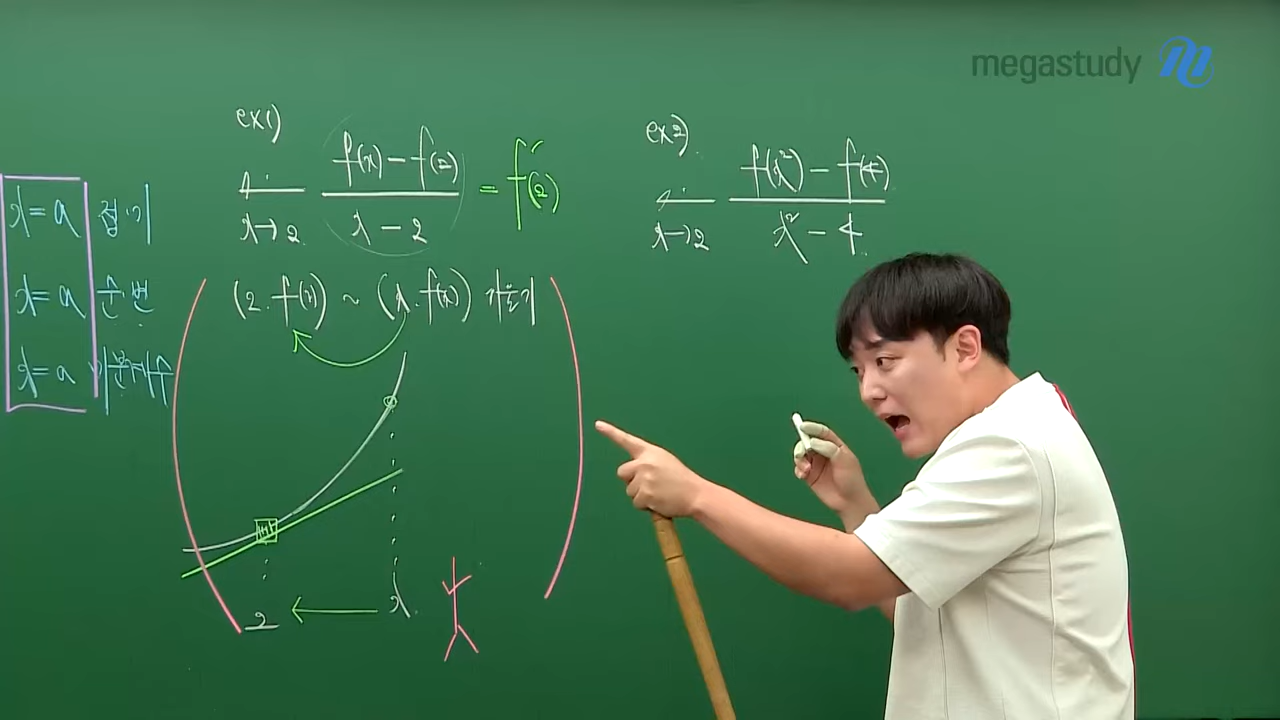 megastudy
x=a 접기
x=a 순변
x=a 미분계수
ex1)
lim x→2 f(x)-f(2) / x-2 = f'(2)
(2, f(2)) ~ (x, f(x)) 기울기
2
x
ex2)
lim x→2 f(x²)-f(4) / x²-4